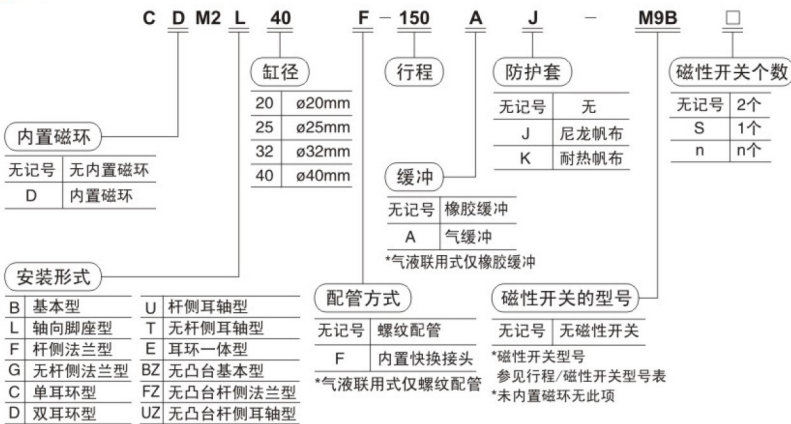 C D M2 L 40 F - 150 A J - M9B □
缸径
20 ø20mm
25 ø25mm
32 ø32mm
40 ø40mm
行程
防护套
无记号 无
J 尼龙帆布
K 耐热帆布
磁性开关个数
无记号 2个
S 1个
n n个
内置磁环
无记号 无内置磁环
D 内置磁环
缓冲
无记号 橡胶缓冲
A 气缓冲
*气液联用式仅橡胶缓冲
安装形式
B 基本型
L 轴向脚座型
F 杆侧法兰型
G 无杆侧法兰型
C 单耳环型
D 双耳环型
U 杆侧耳轴型
T 无杆侧耳轴型
E 耳环一体型
BZ 无凸台基本型
FZ 无凸台杆侧法兰型
UZ 无凸台杆侧耳轴型
配管方式
无记号 螺纹配管
F 内置快换接头
*气液联用式仅螺纹配管
磁性开关的型号
无记号 无磁性开关
*磁性开关型号
参见行程/磁性开关型号表
*未内置磁环无此项